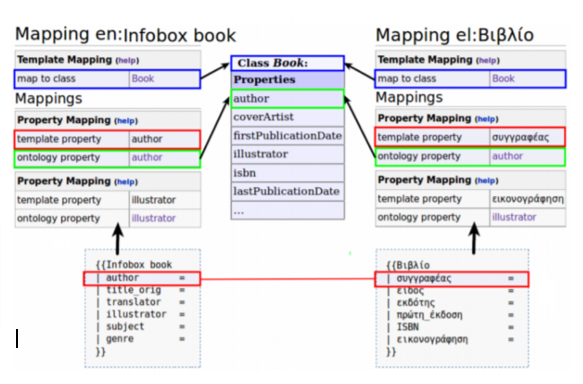 Mapping en:Infobox book
Template Mapping (help)
map to class Book
Mappings
Property Mapping (help)
template property author
ontology property author
Property Mapping (help)
template property illustrator
ontology property illustrator
{{Infobox book
| author =
| title_orig =
| translator =
| illustrator =
| subject =
| genre =
}}
Class Book:
Properties
author
coverArtist
firstPublicationDate
illustrator
isbn
lastPublicationDate
...
Mapping el:Βιβλίο
Template Mapping (help)
map to class Book
Mappings
Property Mapping (help)
template property συγγραφέας
ontology property author
Property Mapping (help)
template property εικονογράφηση
ontology property illustrator
{{Βιβλίο
| συγγραφέας =
| είδος =
| εκδότης =
| πρώτη_έκδοση =
| ISBN =
| εικονογράφηση =
}}